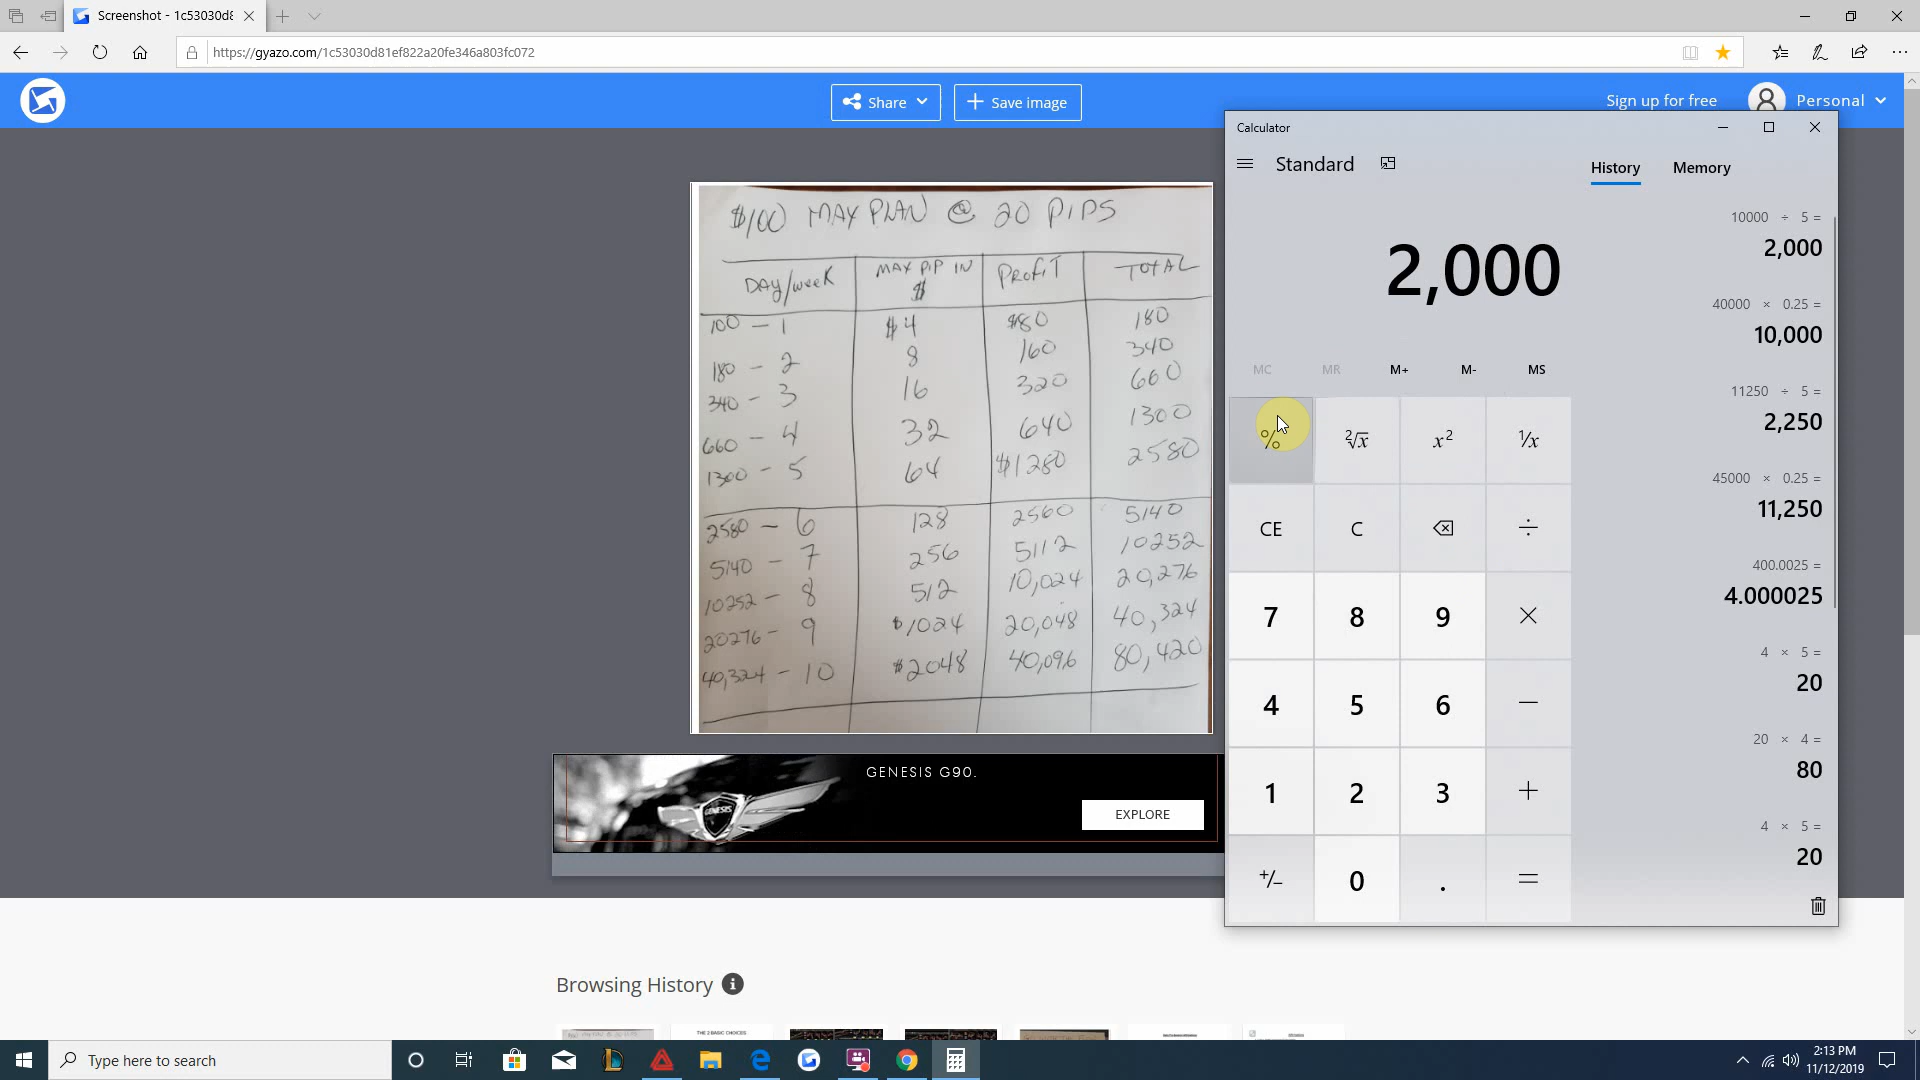 Screenshot - 1c53030d8
https://gyazo.com/1c53030d81ef822a20fe346a803fc072
Share
Save image
Sign up for free
Personal
$100 MAX PLAN @ 20 PIPS
DAY/week MAX PIP IN $ PROFIT TOTAL
100 - 1 $4 $80 180
180 - 2 8 160 340
340 - 3 16 320 660
660 - 4 32 640 1300
1300 - 5 64 $1280 2580
2580 - 6 128 2560 5140
5140 - 7 256 5112 10252
10252 - 8 512 10,024 20,276
20276 - 9 $1024 20,048 40,324
40,324 - 10 $2048 40,096 80,420
GENESIS G90.
GENESIS
EXPLORE
Browsing History
THE 2 BASIC CHOICES
Calculator
Standard
History Memory
2,000
MC MR M+ M- MS
% ²√x x² ¹/x
CE C ÷
7 8 9 ×
4 5 6 −
1 2 3 +
+/− 0 . =
10000 ÷ 5 =
2,000
40000 × 0.25 =
10,000
11250 ÷ 5 =
2,250
45000 × 0.25 =
11,250
400.0025 =
4.000025
4 × 5 =
20
20 × 4 =
80
4 × 5 =
20
Type here to search
2:13 PM
11/12/2019